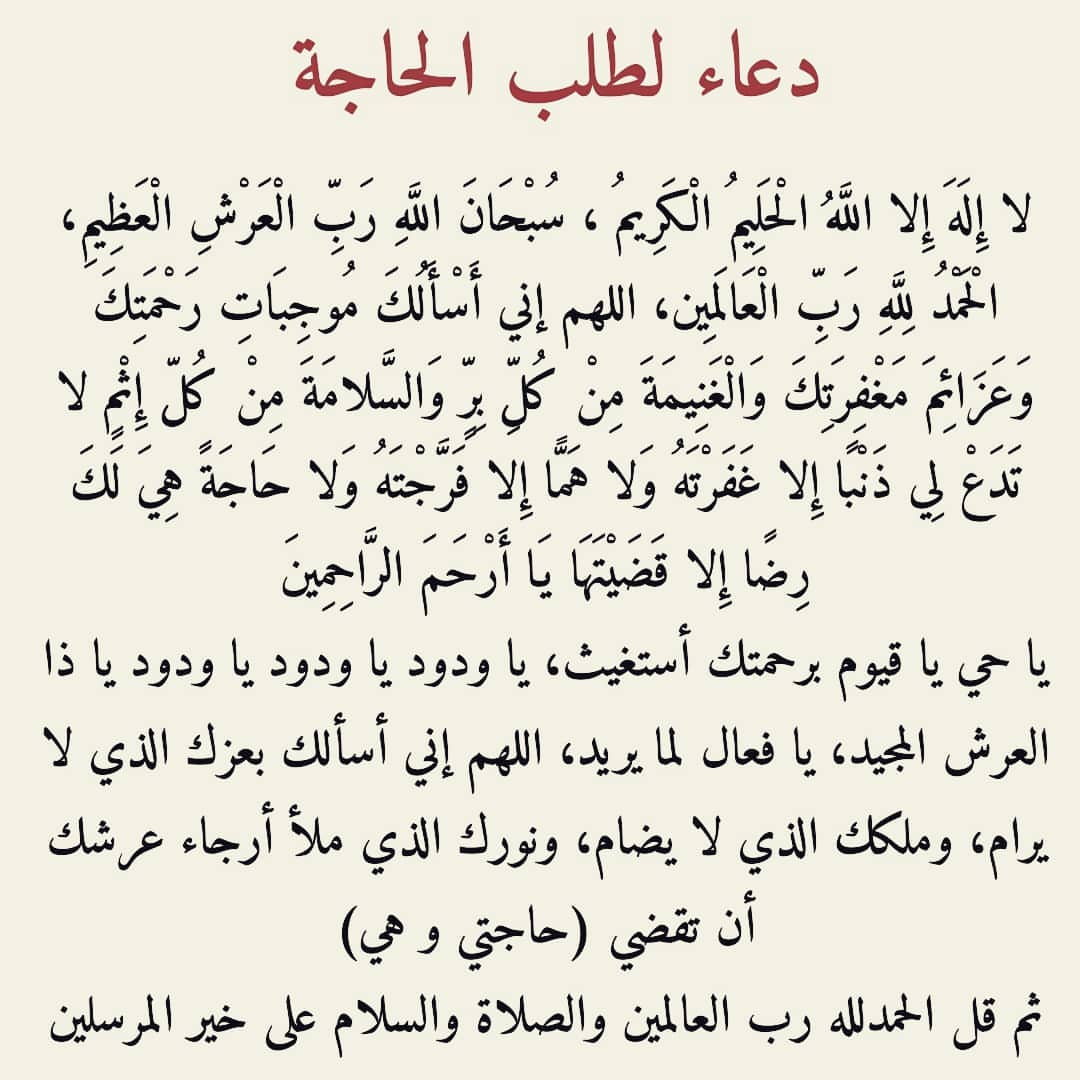 دعاء لطلب الحاجة
لا إِلَهَ إِلا اللَّهُ الْحَلِيمُ الْكَرِيمُ ، سُبْحَانَ اللَّهِ رَبِّ الْعَرْشِ الْعَظِيمِ،
الْحَمْدُ لِلَّهِ رَبِّ الْعَالَمِين، اللهم إني أَسْأَلُكَ مُوجِبَاتِ رَحْمَتِكَ
وَعَزَائِمَ مَغْفِرَتِكَ وَالْغَنِيمَةَ مِنْ كُلِّ بِرٍّ وَالسَّلامَةَ مِنْ كُلِّ إِثْمٍ لا
تَدَعْ لِي ذَنْبًا إِلا غَفَرْتَهُ وَلا هَمًّا إِلا فَرَّجْتَهُ وَلا حَاجَةً هِيَ لَكَ
رِضًا إِلا قَضَيْتَهَا يَا أَرْحَمَ الرَّاحِمِينَ
يا حي يا قيوم برحمتك أستغيث، يا ودود يا ودود يا ودود يا ذا
العرش المجيد، يا فعال لما يريد، اللهم إني أسألك بعزك الذي لا
يرام، وملكك الذي لا يضام، ونورك الذي ملأ أرجاء عرشك
أن تقضي (حاجتي و هي)
ثم قل الحمدلله رب العالمين والصلاة والسلام على خير المرسلين